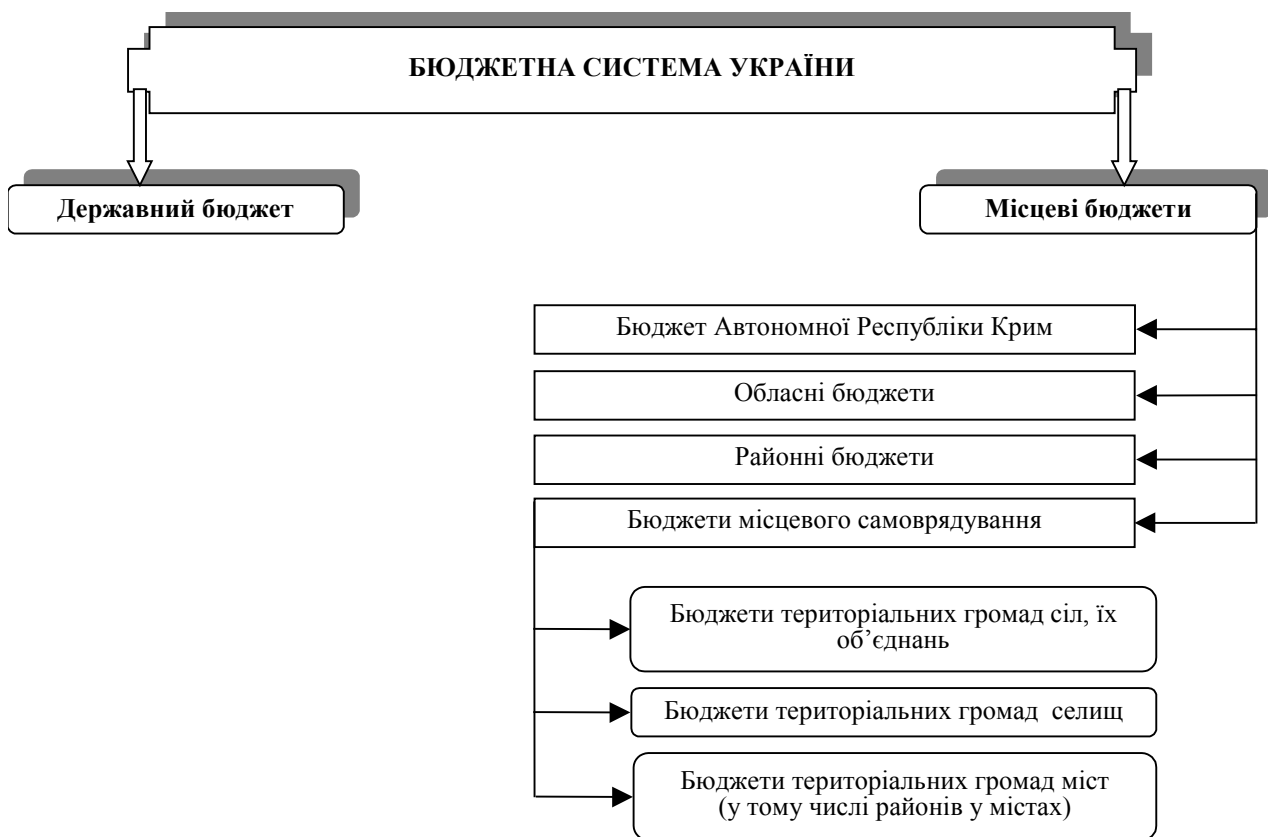 БЮДЖЕТНА СИСТЕМА УКРАЇНИ
Державний бюджет
Місцеві бюджети
Бюджет Автономної Республіки Крим
Обласні бюджети
Районні бюджети
Бюджети місцевого самоврядування
Бюджети територіальних громад сіл, їх
об’єднань
Бюджети територіальних громад селищ
Бюджети територіальних громад міст
(у тому числі районів у містах)